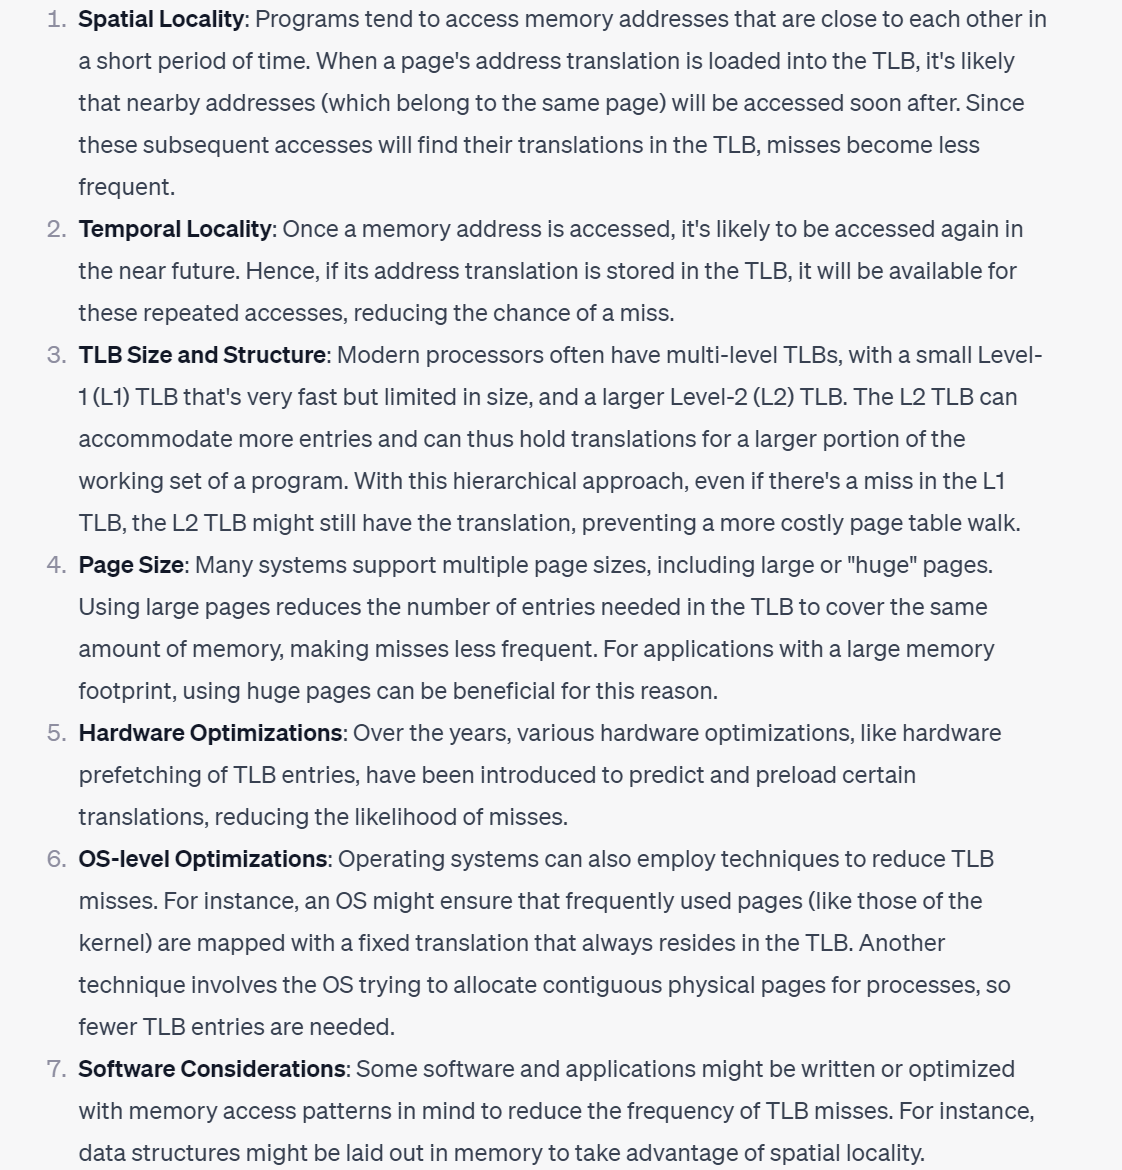 1. Spatial Locality: Programs tend to access memory addresses that are close to each other in
a short period of time. When a page's address translation is loaded into the TLB, it's likely
that nearby addresses (which belong to the same page) will be accessed soon after. Since
these subsequent accesses will find their translations in the TLB, misses become less
frequent.
2. Temporal Locality: Once a memory address is accessed, it's likely to be accessed again in
the near future. Hence, if its address translation is stored in the TLB, it will be available for
these repeated accesses, reducing the chance of a miss.
3. TLB Size and Structure: Modern processors often have multi-level TLBs, with a small Level-
1 (L1) TLB that's very fast but limited in size, and a larger Level-2 (L2) TLB. The L2 TLB can
accommodate more entries and can thus hold translations for a larger portion of the
working set of a program. With this hierarchical approach, even if there's a miss in the L1
TLB, the L2 TLB might still have the translation, preventing a more costly page table walk.
4. Page Size: Many systems support multiple page sizes, including large or "huge" pages.
Using large pages reduces the number of entries needed in the TLB to cover the same
amount of memory, making misses less frequent. For applications with a large memory
footprint, using huge pages can be beneficial for this reason.
5. Hardware Optimizations: Over the years, various hardware optimizations, like hardware
prefetching of TLB entries, have been introduced to predict and preload certain
translations, reducing the likelihood of misses.
6. OS-level Optimizations: Operating systems can also employ techniques to reduce TLB
misses. For instance, an OS might ensure that frequently used pages (like those of the
kernel) are mapped with a fixed translation that always resides in the TLB. Another
technique involves the OS trying to allocate contiguous physical pages for processes, so
fewer TLB entries are needed.
7. Software Considerations: Some software and applications might be written or optimized
with memory access patterns in mind to reduce the frequency of TLB misses. For instance,
data structures might be laid out in memory to take advantage of spatial locality.